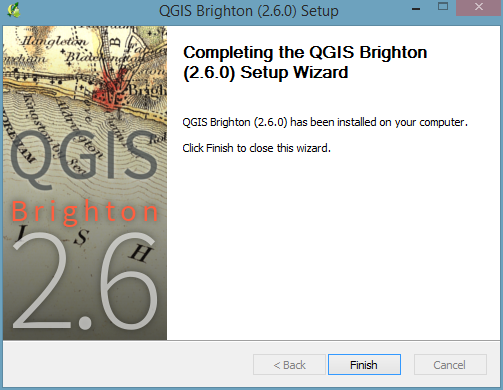 QGIS Brighton (2.6.0) Setup
Hangleton
Blatchington
QGIS
Brighton
I S H
2.6
Completing the QGIS Brighton
(2.6.0) Setup Wizard
QGIS Brighton (2.6.0) has been installed on your computer.
Click Finish to close this wizard.
< Back
Finish
Cancel